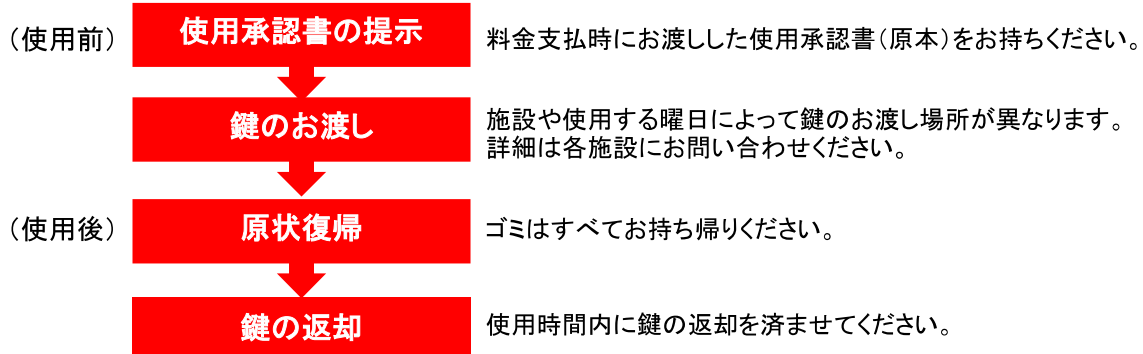 （使用前）
使用承認書の提示
料金支払時にお渡しした使用承認書（原本）をお持ちください。
鍵のお渡し
施設や使用する曜日によって鍵のお渡し場所が異なります。
詳細は各施設にお問い合わせください。
（使用後）
原状復帰
ゴミはすべてお持ち帰りください。
鍵の返却
使用時間内に鍵の返却を済ませてください。